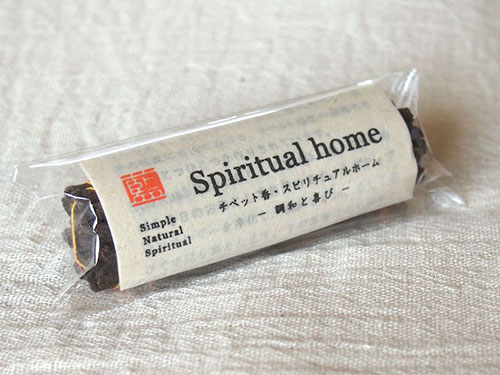 Spiritual home
チベット香・スピリチュアルホーム
― 調和と喜び ―
Simple
Natural
Spiritual